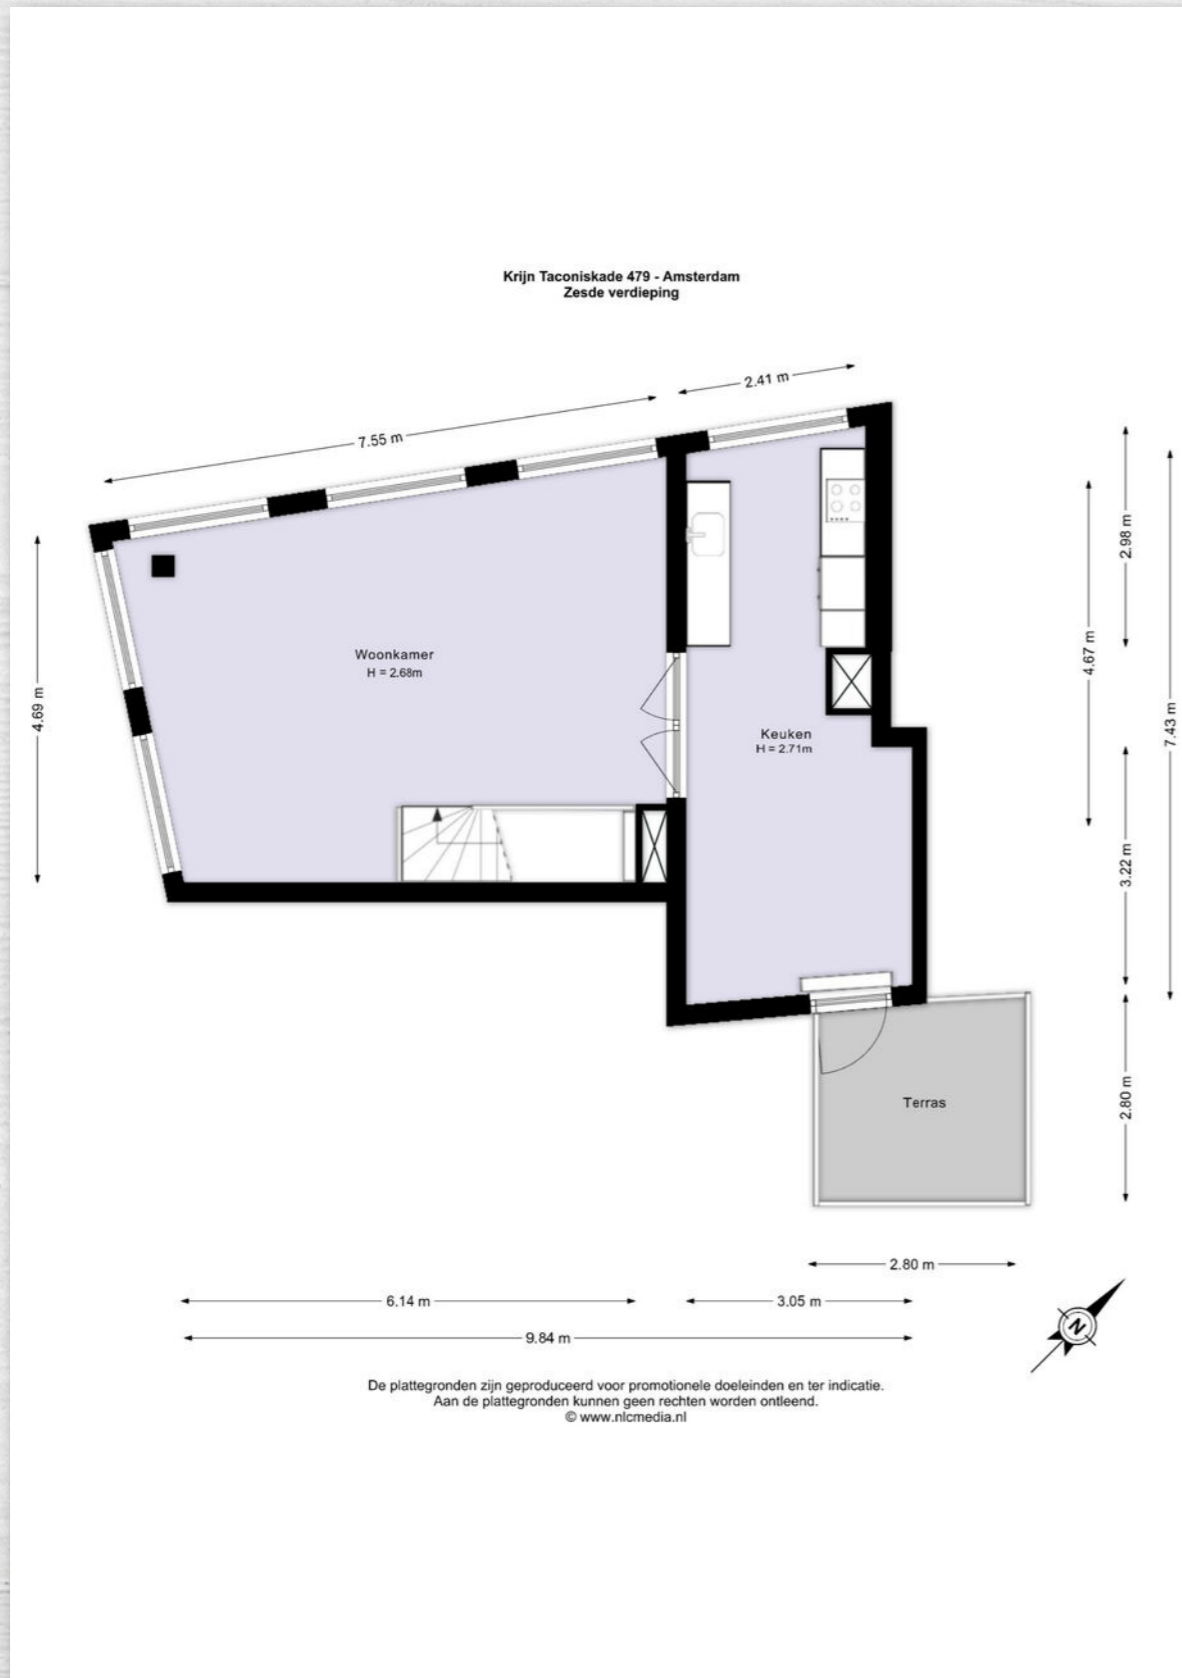 Krijn Taconiskade 479 - Amsterdam
Zesde verdieping
2.41 m
7.55 m
2.98 m
4.67 m
7.43 m
4.69 m
Woonkamer
H = 2.68m
Keuken
H = 2.71m
3.22 m
2.80 m
Terras
2.80 m
6.14 m
3.05 m
9.84 m
N
De plattegronden zijn geproduceerd voor promotionele doeleinden en ter indicatie.
Aan de plattegronden kunnen geen rechten worden ontleend.
© www.nlcmedia.nl